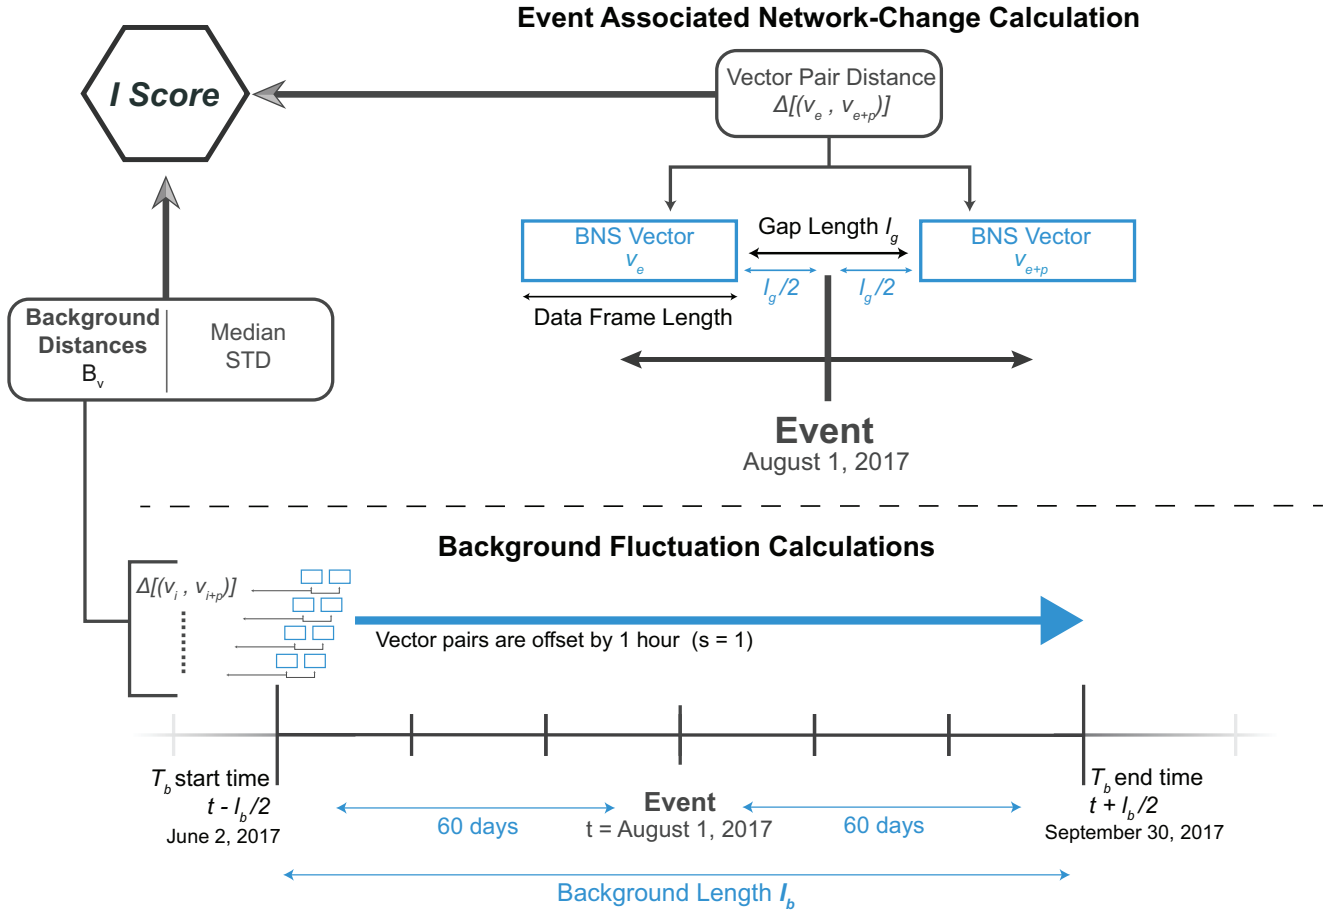 Event Associated Network-Change Calculation
I Score
Vector Pair Distance
Δ[(v_e , v_{e+p})]
BNS Vector
v_e
Gap Length l_g
l_g/2
l_g/2
BNS Vector
v_{e+p}
Data Frame Length
Background
Distances
B_v
Median
STD
Event
August 1, 2017
Background Fluctuation Calculations
Δ[(v_i , v_{i+p})]
Vector pairs are offset by 1 hour (s = 1)
T_b start time
t - l_b/2
June 2, 2017
60 days
Event
t = August 1, 2017
60 days
T_b end time
t + l_b/2
September 30, 2017
Background Length l_b